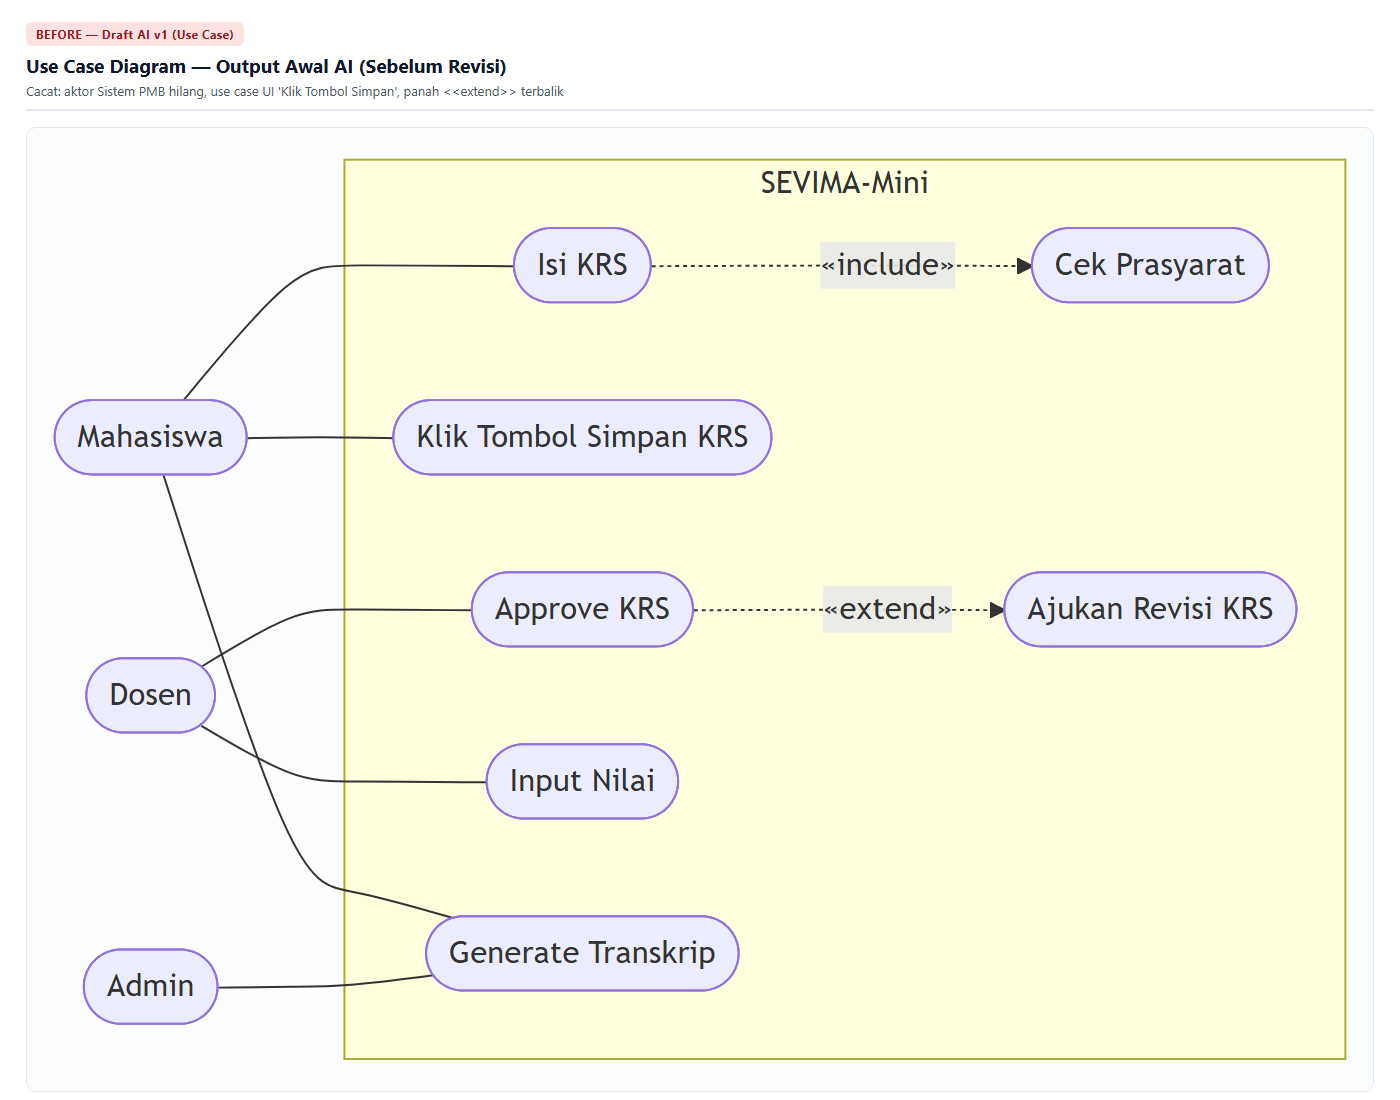 BEFORE — Draft AI v1 (Use Case)
Use Case Diagram — Output Awal AI (Sebelum Revisi)
Cacat: aktor Sistem PMB hilang, use case UI 'Klik Tombol Simpan', panah <<extend>> terbalik
SEVIMA-Mini
Isi KRS
«include»
Cek Prasyarat
Mahasiswa
Klik Tombol Simpan KRS
Approve KRS
«extend»
Ajukan Revisi KRS
Dosen
Input Nilai
Generate Transkrip
Admin